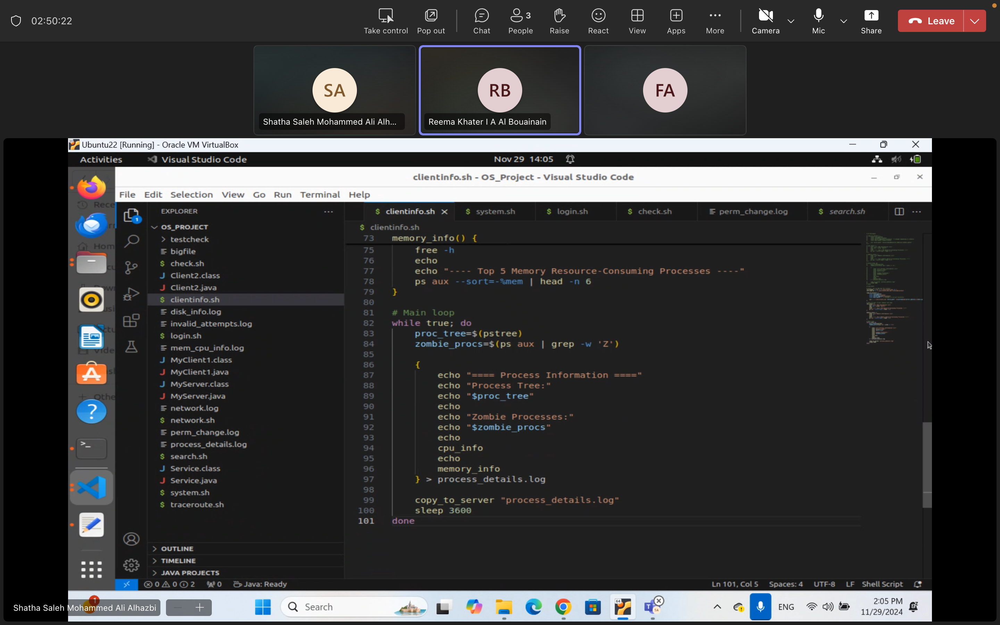 02:50:22
Take control
Pop out
Chat
People
3
Raise
React
View
Apps
More
Camera
Mic
Share
Leave
SA
RB
FA
Shatha Saleh Mohammed Ali Alh...
Reema Khater I A Al Bouainain
Ubuntu22 [Running] - Oracle VM VirtualBox
Activities
Visual Studio Code
Nov 29 14:05
clientinfo.sh - OS_Project - Visual Studio Code
File Edit Selection View Go Run Terminal Help
EXPLORER
OS_PROJECT
testcheck
bigfile
$ check.sh
J Client2.class
J Client2.java
$ clientinfo.sh
disk_info.log
invalid_attempts.log
$ login.sh
mem_cpu_info.log
J MyClient1.class
J MyClient1.java
J MyServer.class
J MyServer.java
network.log
$ network.sh
perm_change.log
process_details.log
$ search.sh
J Service.class
J Service.java
$ system.sh
$ traceroute.sh
OUTLINE
TIMELINE
JAVA PROJECTS
$ clientinfo.sh
$ system.sh
$ login.sh
$ check.sh
perm_change.log
$ search.sh
$ clientinfo.sh
73 memory_info() {
75 free -h
76 echo
77 echo "---- Top 5 Memory Resource-Consuming Processes ----"
78 ps aux --sort=-%mem | head -n 6
79 }
80
81 # Main loop
82 while true; do
83 proc_tree=$(pstree)
84 zombie_procs=$(ps aux | grep -w 'Z')
85
86 {
87 echo "==== Process Information ===="
88 echo "Process Tree:"
89 echo "$proc_tree"
90 echo
91 echo "Zombie Processes:"
92 echo "$zombie_procs"
93 echo
94 cpu_info
95 echo
96 memory_info
97 } > process_details.log
98
99 copy_to_server "process_details.log"
100 sleep 3600
101 done
0 0 2
0
Java: Ready
Ln 101, Col 5
Spaces: 4
UTF-8
LF
Shell Script
Shatha Saleh Mohammed Ali Alhazbi
1
Search
ENG
2:05 PM
11/29/2024